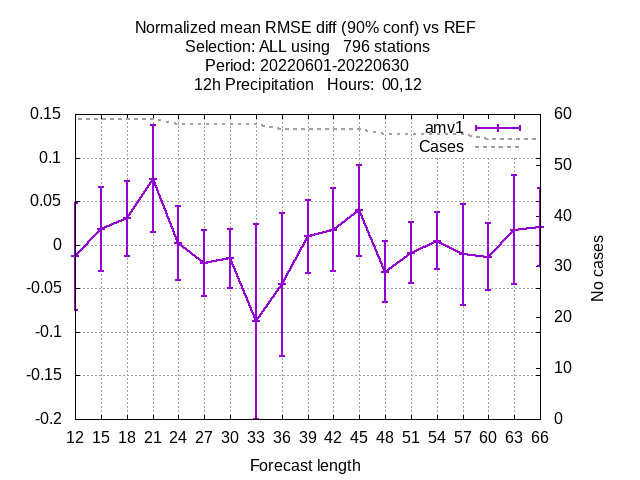 Normalized mean RMSE diff (90% conf) vs REF
Selection: ALL using   796 stations
Period: 20220601-20220630
12h Precipitation   Hours:  00,12
0.15
0.1
0.05
0
-0.05
-0.1
-0.15
-0.2
60
50
40
30
20
10
0
amv1
Cases
No cases
12 15 18 21 24 27 30 33 36 39 42 45 48 51 54 57 60 63 66
Forecast length